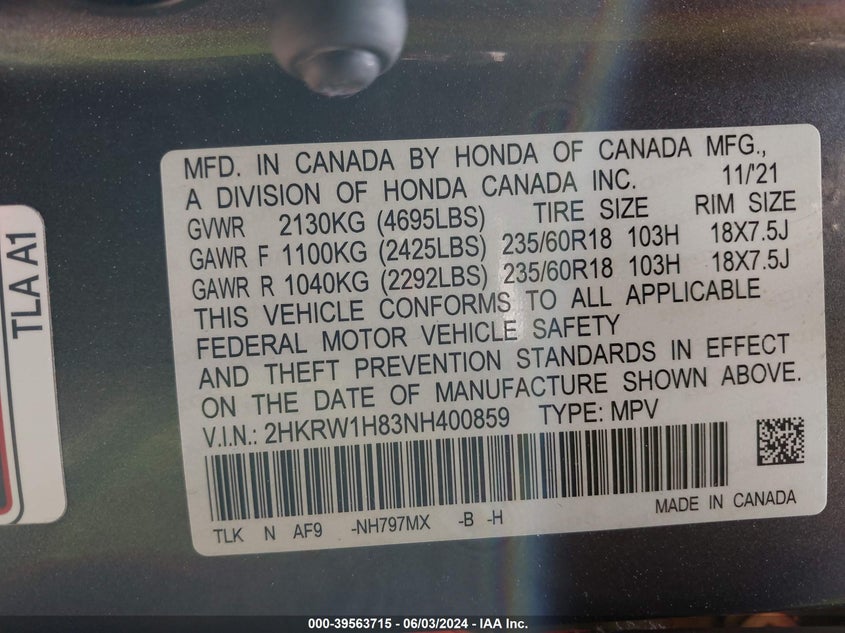 MFD. IN CANADA BY HONDA OF CANADA MFG.,
A DIVISION OF HONDA CANADA INC. 11/'21
GVWR 2130KG (4695LBS) TIRE SIZE RIM SIZE
GAWR F 1100KG (2425LBS) 235/60R18 103H 18X7.5J
GAWR R 1040KG (2292LBS) 235/60R18 103H 18X7.5J
THIS VEHICLE CONFORMS TO ALL APPLICABLE
FEDERAL MOTOR VEHICLE SAFETY
AND THEFT PREVENTION STANDARDS IN EFFECT
ON THE DATE OF MANUFACTURE SHOWN ABOVE.
V.I.N.: 2HKRW1H83NH400859 TYPE: MPV
TLK N AF9 -NH797MX -B -H MADE IN CANADA
TLA A1
000-39563715 - 06/03/2024 - IAA Inc.